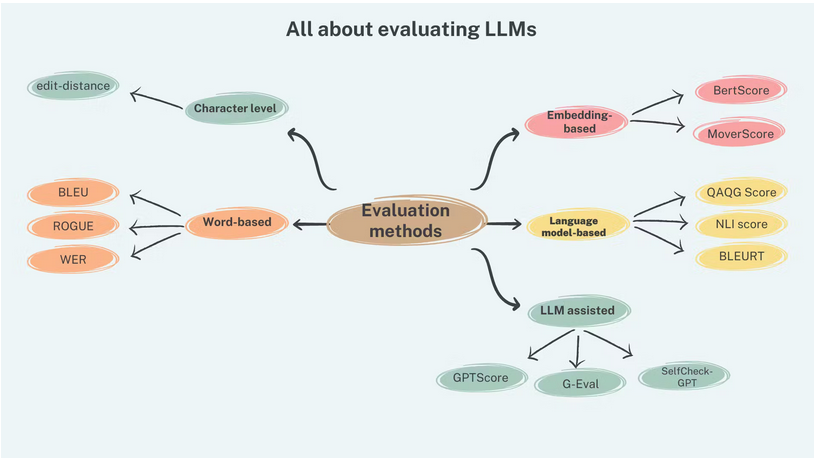 All about evaluating LLMs
edit-distance
Character level
Embedding-
based
BertScore
MoverScore
BLEU
ROGUE
WER
Word-based
Evaluation
methods
Language
model-based
QAQG Score
NLI score
BLEURT
LLM assisted
GPTScore
G-Eval
SelfCheck-
GPT